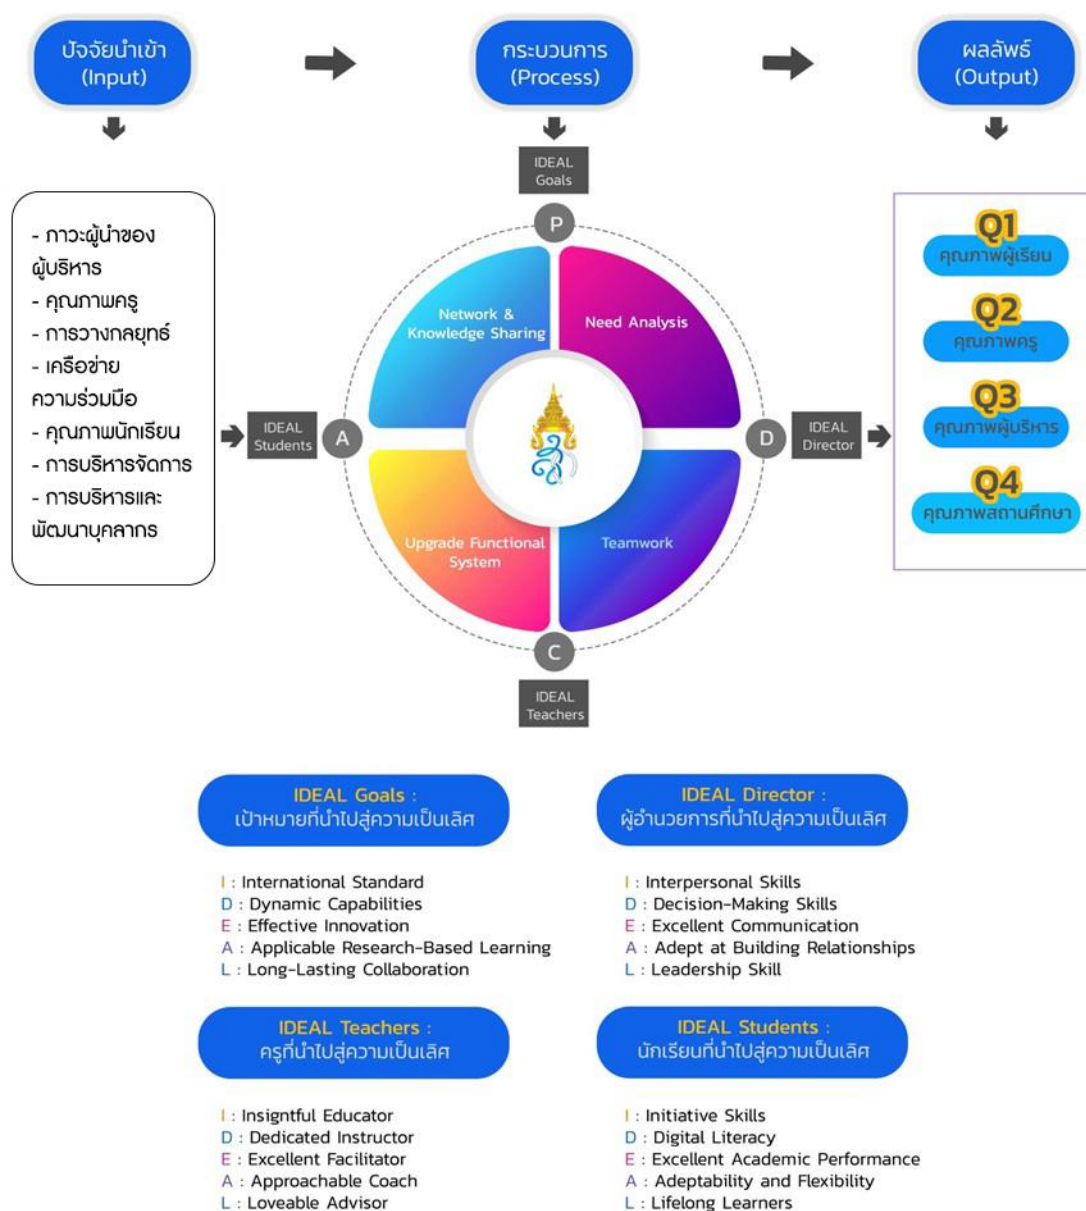 ปัจจัยนำเข้า
(Input)
กระบวนการ
(Process)
ผลลัพธ์
(Output)
IDEAL
Goals
P
- ภาวะผู้นำของ
ผู้บริหาร
- คุณภาพครู
- การวางกลยุทธ์
- เครือข่าย
ความร่วมมือ
- คุณภาพนักเรียน
- การบริหารจัดการ
- การบริหารและ
พัฒนาบุคลากร
Network &
Knowledge Sharing
Need Analysis
IDEAL
Students
A
D
IDEAL
Director
Upgrade Functional
System
Teamwork
C
IDEAL
Teachers
Q1
คุณภาพผู้เรียน
Q2
คุณภาพครู
Q3
คุณภาพผู้บริหาร
Q4
คุณภาพสถานศึกษา
IDEAL Goals :
เป้าหมายที่นำไปสู่ความเป็นเลิศ
I : International Standard
D : Dynamic Capabilities
E : Effective Innovation
A : Applicable Research-Based Learning
L : Long-Lasting Collaboration
IDEAL Director :
ผู้อำนวยการที่นำไปสู่ความเป็นเลิศ
I : Interpersonal Skills
D : Decision-Making Skills
E : Excellent Communication
A : Adept at Building Relationships
L : Leadership Skill
IDEAL Teachers :
ครูที่นำไปสู่ความเป็นเลิศ
I : Insigntful Educator
D : Dedicated Instructor
E : Excellent Facilitator
A : Approachable Coach
L : Loveable Advisor
IDEAL Students :
นักเรียนที่นำไปสู่ความเป็นเลิศ
I : Initiative Skills
D : Digital Literacy
E : Excellent Academic Performance
A : Adeptability and Flexibility
L : Lifelong Learners